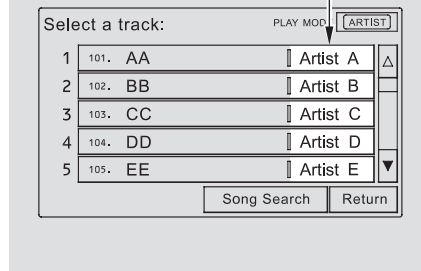 Select a track: PLAY MOD ARTIST
1 101. AA Artist A
2 102. BB Artist B
3 103. CC Artist C
4 104. DD Artist D
5 105. EE Artist E
Song Search Return